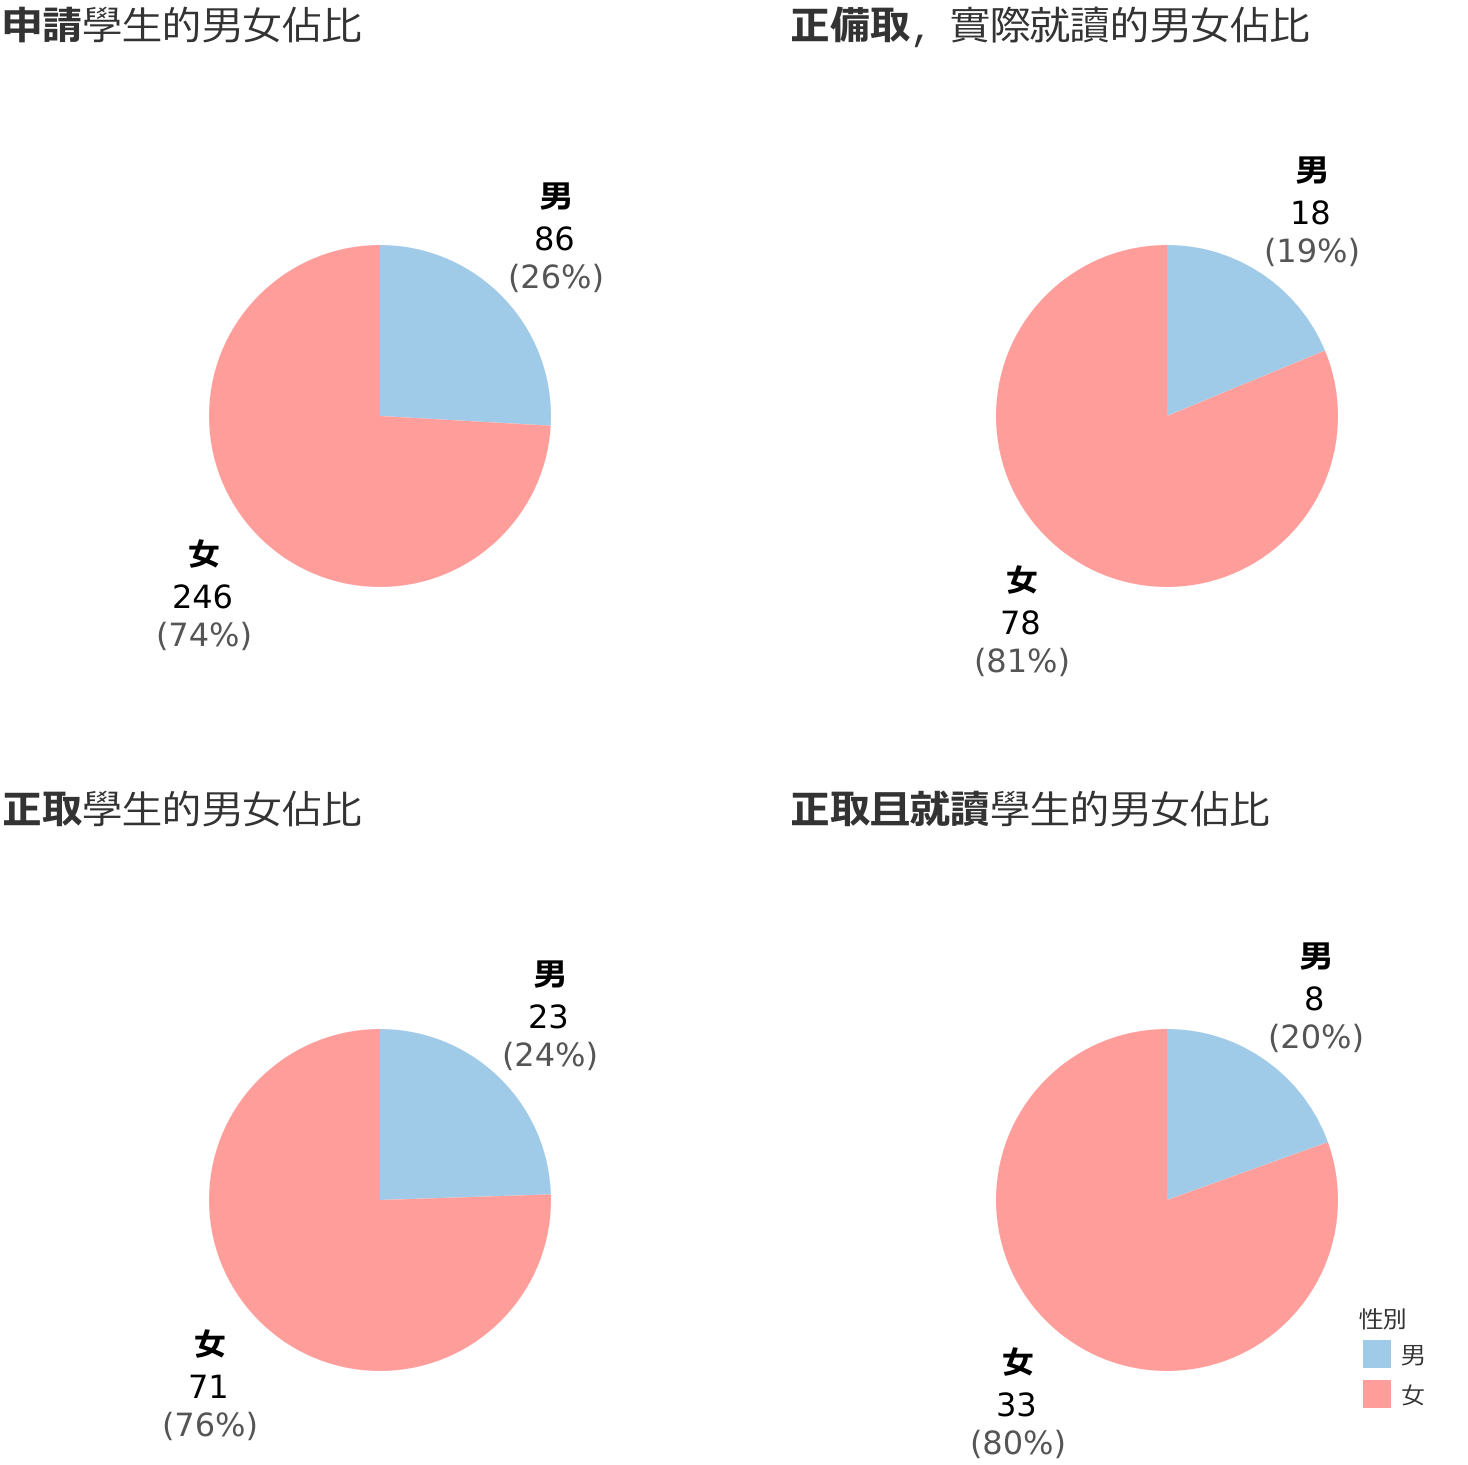 申請學生的男女佔比
男
86
(26%)
女
246
(74%)
正備取，實際就讀的男女佔比
男
18
(19%)
女
78
(81%)
正取學生的男女佔比
男
23
(24%)
女
71
(76%)
正取且就讀學生的男女佔比
男
8
(20%)
女
33
(80%)
性別
男
女